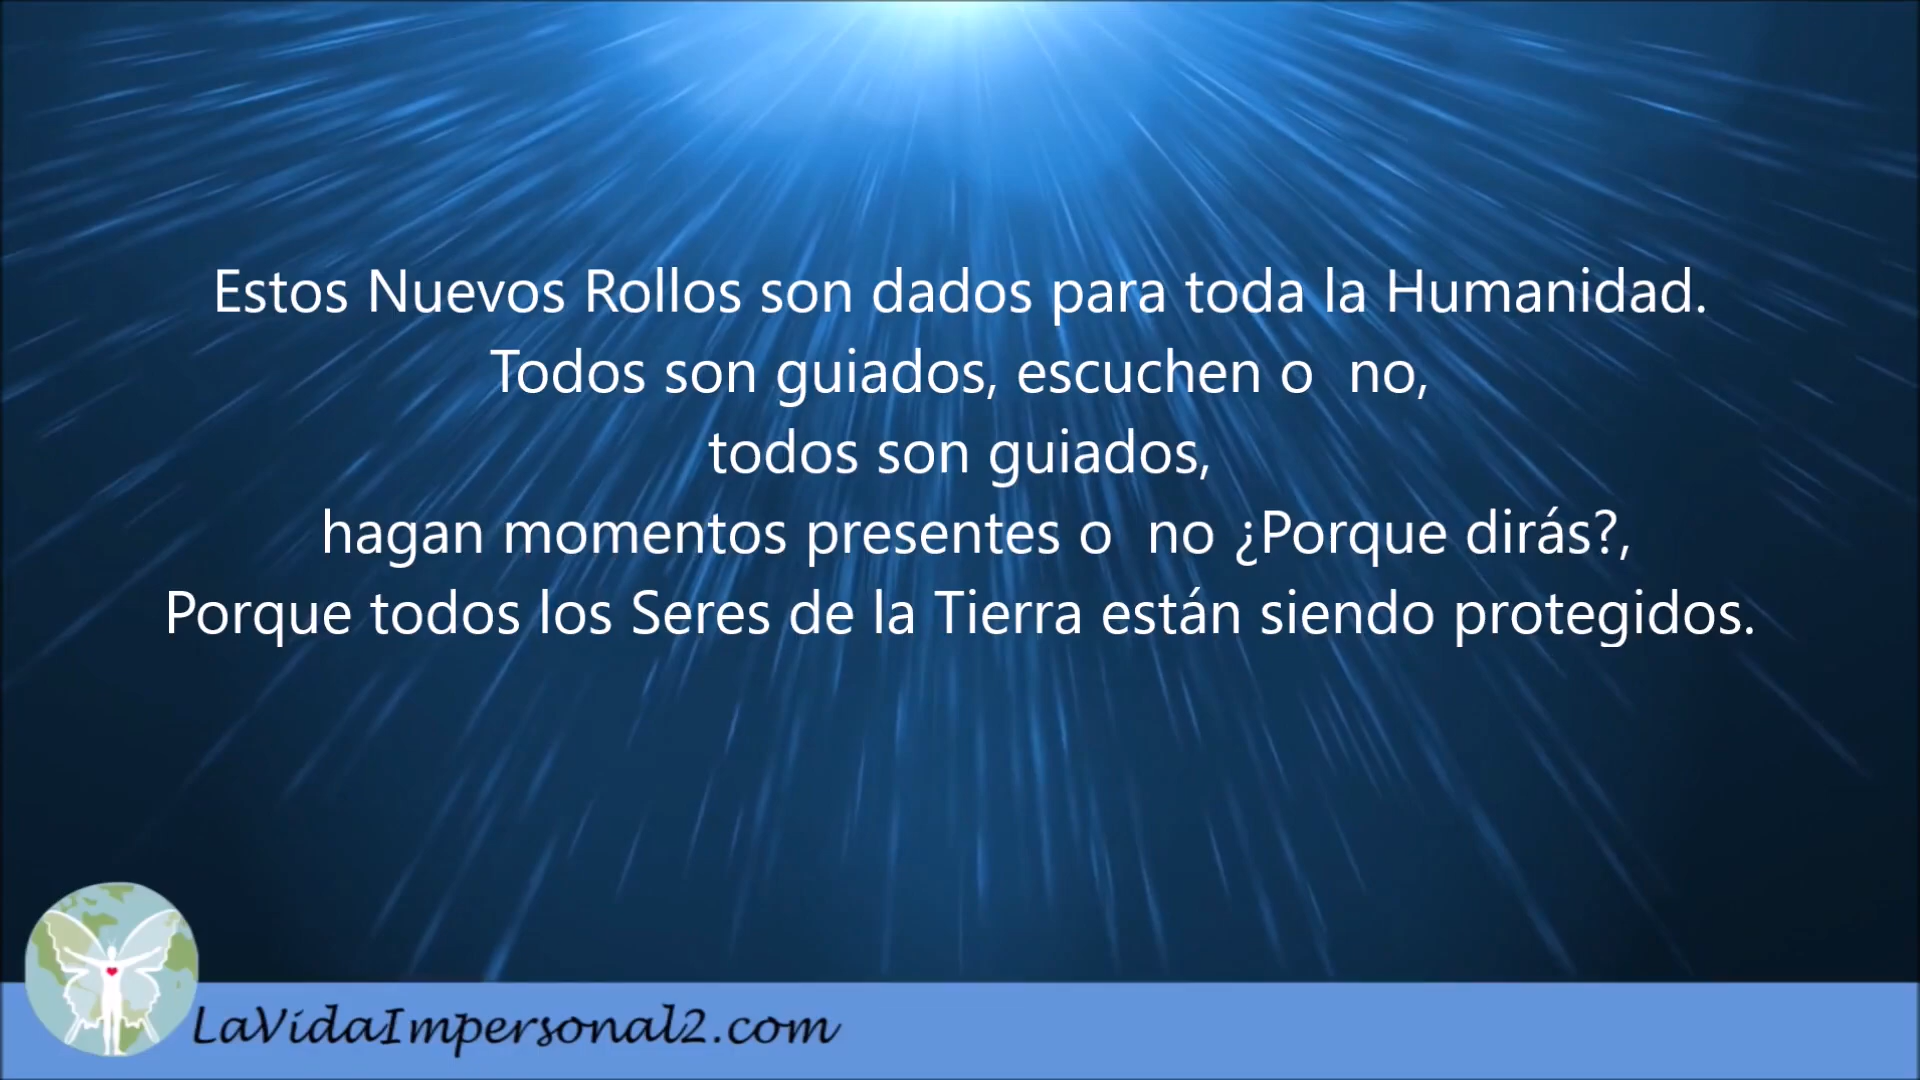 Estos Nuevos Rollos son dados para toda la Humanidad.
Todos son guiados, escuchen o  no,
todos son guiados,
hagan momentos presentes o  no ¿Porque dirás?,
Porque todos los Seres de la Tierra están siendo protegidos.
LaVidaImpersonal2.com